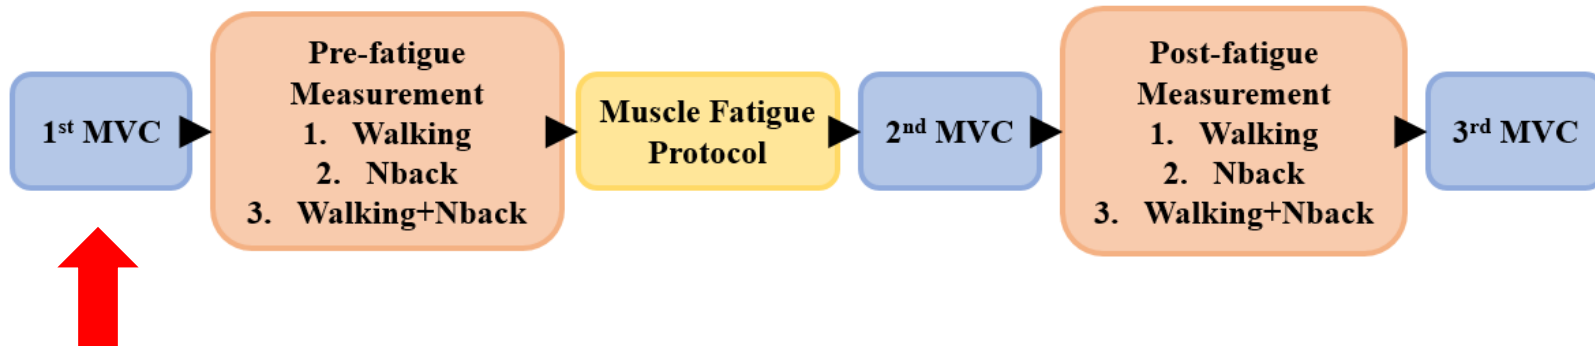 1st MVC
Pre-fatigue
Measurement
1. Walking
2. Nback
3. Walking+Nback
Muscle Fatigue
Protocol
2nd MVC
Post-fatigue
Measurement
1. Walking
2. Nback
3. Walking+Nback
3rd MVC